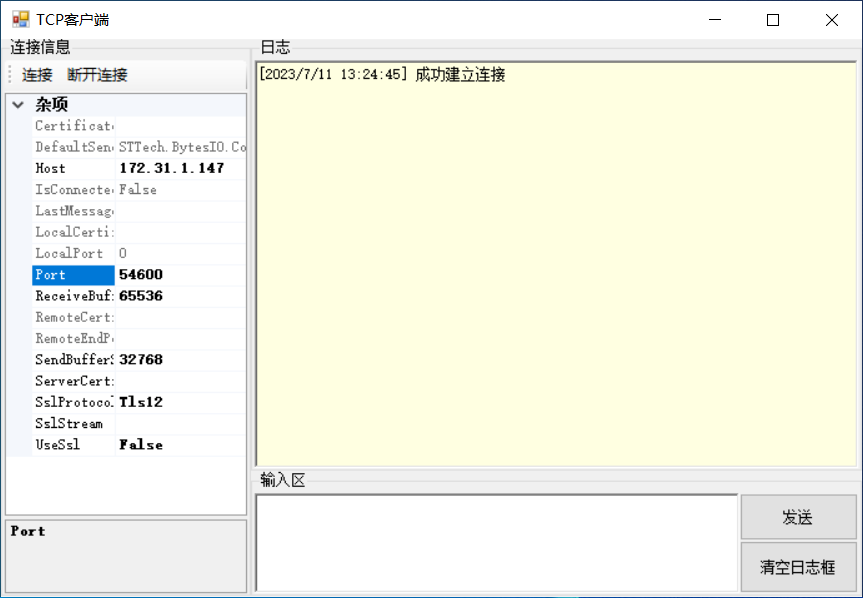 TCP客户端
连接信息
连接 断开连接
杂项
Certificat
DefaultSen STTech.BytesIO.Co
Host 172.31.1.147
IsConnecte False
LastMessag
LocalCerti
LocalPort 0
Port 54600
ReceiveBuf 65536
RemoteCert
RemoteEndP
SendBufferS 32768
ServerCert
SslProtocol Tls12
SslStream
UseSsl False
Port
日志
[2023/7/11 13:24:45] 成功建立连接
输入区
发送
清空日志框